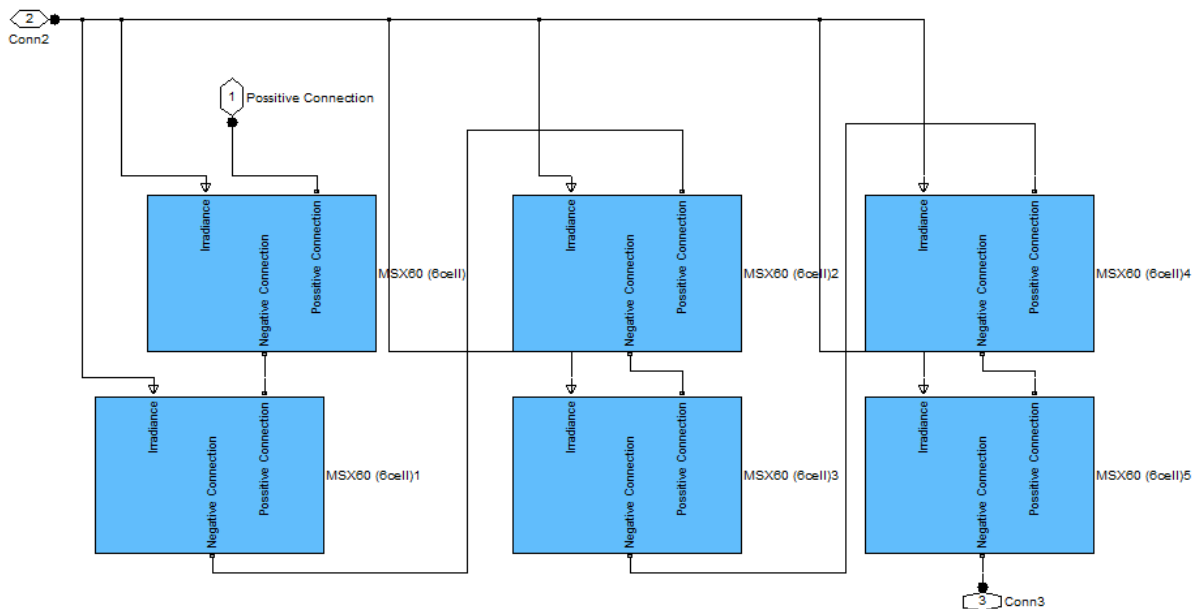 2
Conn2
1
Possitive Connection
Irradiance
Negative Connection
Possitive Connection
MSX60 (6cell)
Irradiance
Negative Connection
Possitive Connection
MSX60 (6cell)2
Irradiance
Negative Connection
Possitive Connection
MSX60 (6cell)4
Irradiance
Negative Connection
Possitive Connection
MSX60 (6cell)1
Irradiance
Negative Connection
Possitive Connection
MSX60 (6cell)3
Irradiance
Negative Connection
Possitive Connection
MSX60 (6cell)5
3
Conn3